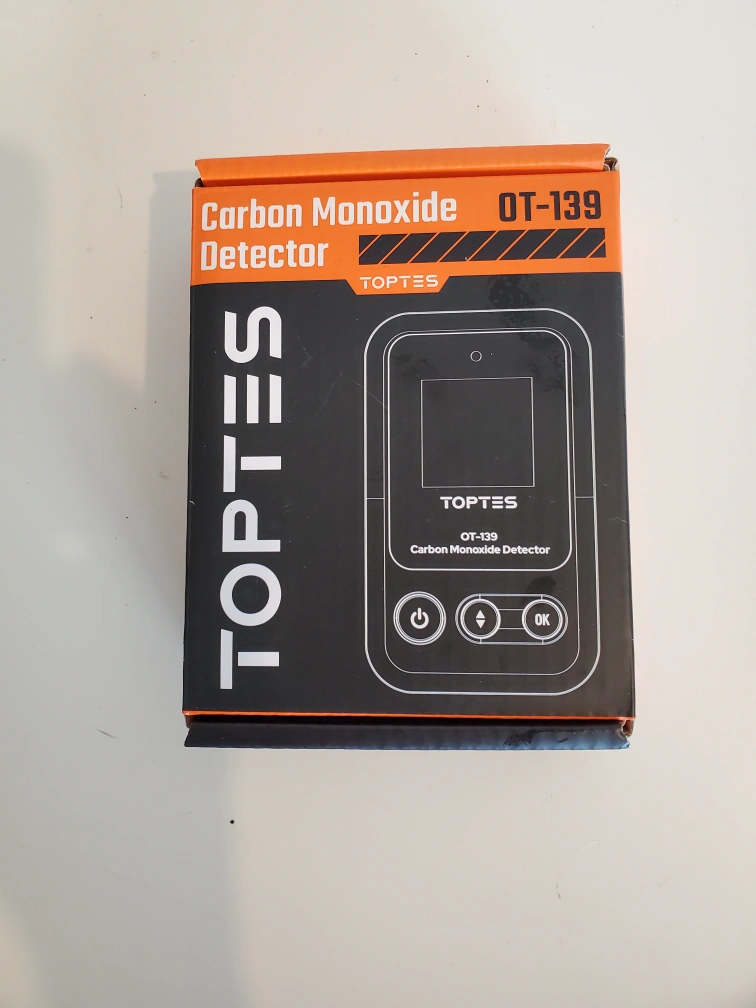 Carbon Monoxide
Detector
OT-139
TOPTES
TOPTES
TOPTES
OT-139
Carbon Monoxide Detector
OK